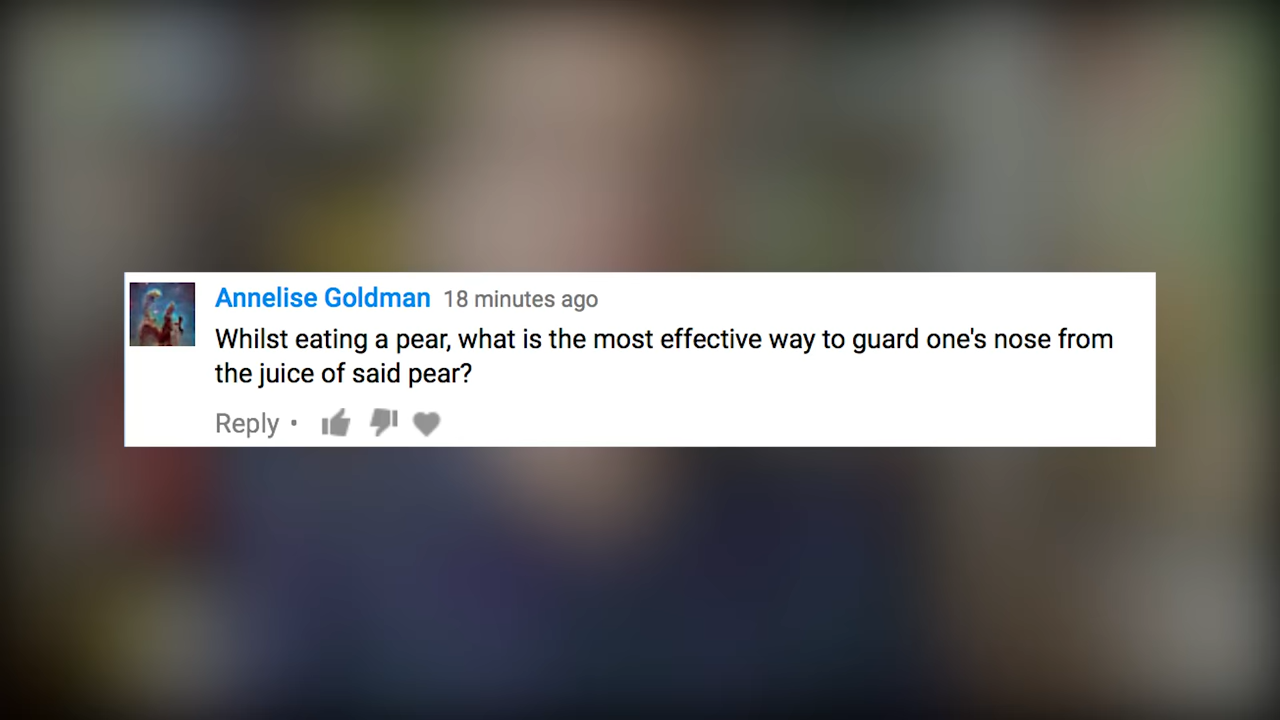 Annelise Goldman 18 minutes ago
Whilst eating a pear, what is the most effective way to guard one's nose from
the juice of said pear?
Reply •